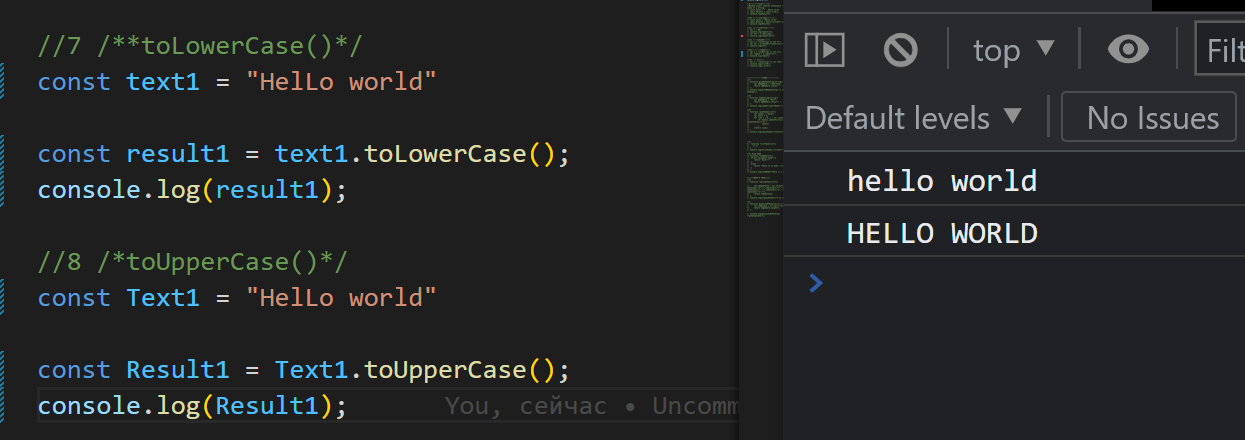 //7 /**toLowerCase()*/
const text1 = "HelLo world"
const result1 = text1.toLowerCase();
console.log(result1);
//8 /*toUpperCase()*/
const Text1 = "HelLo world"
const Result1 = Text1.toUpperCase();
console.log(Result1);
You, сейчас • Uncomm
top
Filt
Default levels
No Issues
hello world
HELLO WORLD